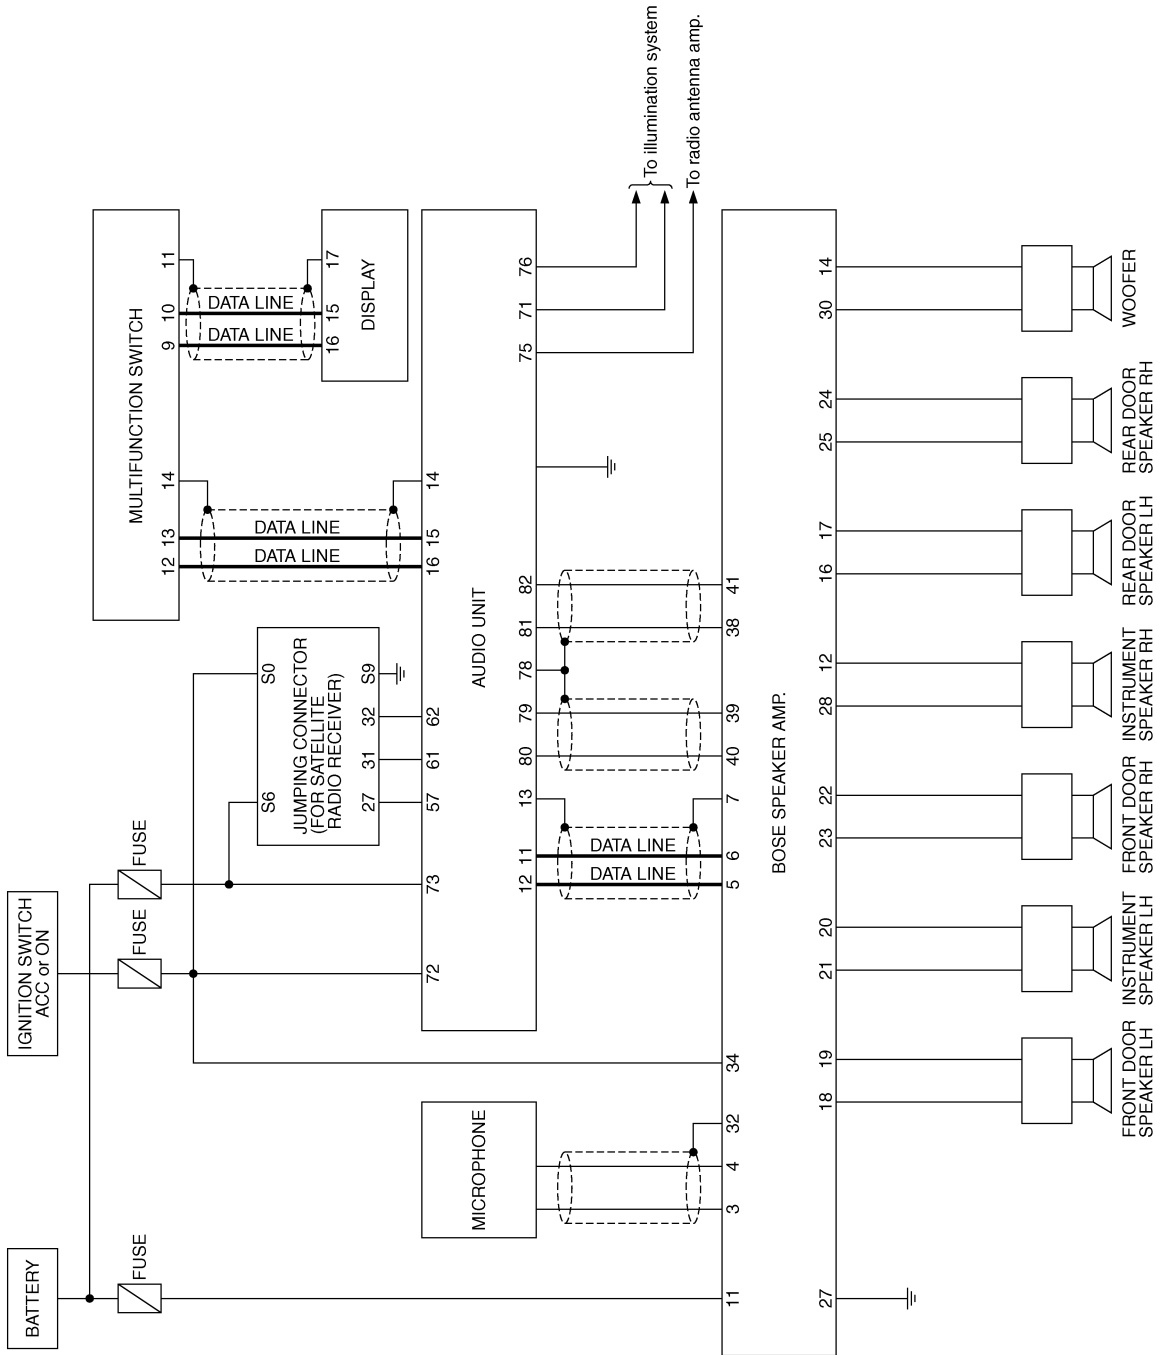 BATTERY
FUSE
IGNITION SWITCH
ACC or ON
FUSE
FUSE
MULTIFUNCTION SWITCH
12
13
14
9
10
11
DATA LINE
DATA LINE
DATA LINE
DATA LINE
16
15
17
DISPLAY
S6
S0
JUMPING CONNECTOR
(FOR SATELLITE
RADIO RECEIVER)
27
31
32
S9
72
73
57
61
62
16
15
14
AUDIO UNIT
12
11
13
80
79
78
81
82
75
71
76
To illumination system
To radio antenna amp.
MICROPHONE
DATA LINE
DATA LINE
11
3
4
32
34
5
6
7
40
39
38
41
BOSE SPEAKER AMP.
27
18
19
21
20
23
22
28
12
16
17
25
24
30
14
FRONT DOOR
SPEAKER LH
INSTRUMENT
SPEAKER LH
FRONT DOOR
SPEAKER RH
INSTRUMENT
SPEAKER RH
REAR DOOR
SPEAKER LH
REAR DOOR
SPEAKER RH
WOOFER